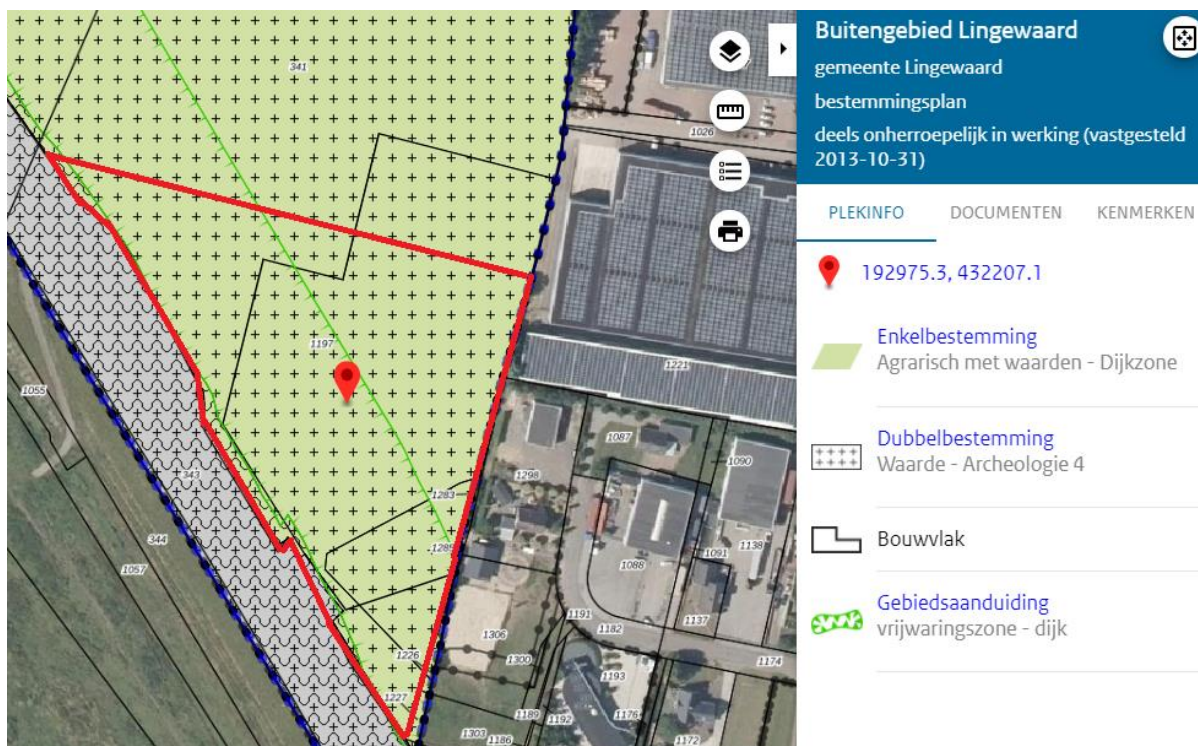 Buitengebied Lingewaard
gemeente Lingewaard
bestemmingsplan
deels onherroepelijk in werking (vastgesteld
2013-10-31)
PLEKINFO DOCUMENTEN KENMERKEN
192975.3, 432207.1
Enkelbestemming
Agrarisch met waarden - Dijkzone
Dubbelbestemming
Waarde - Archeologie 4
Bouwvlak
Gebiedsaanduiding
vrijwaringszone - dijk
341
1026
1197
1221
1055
1087
1090
1298
343
1283
344
1057
1088
1091
1138
1191
1182
1137
1306
1300
1226
1174
1193
1227
1189
1192
1176
1303
1186
1172